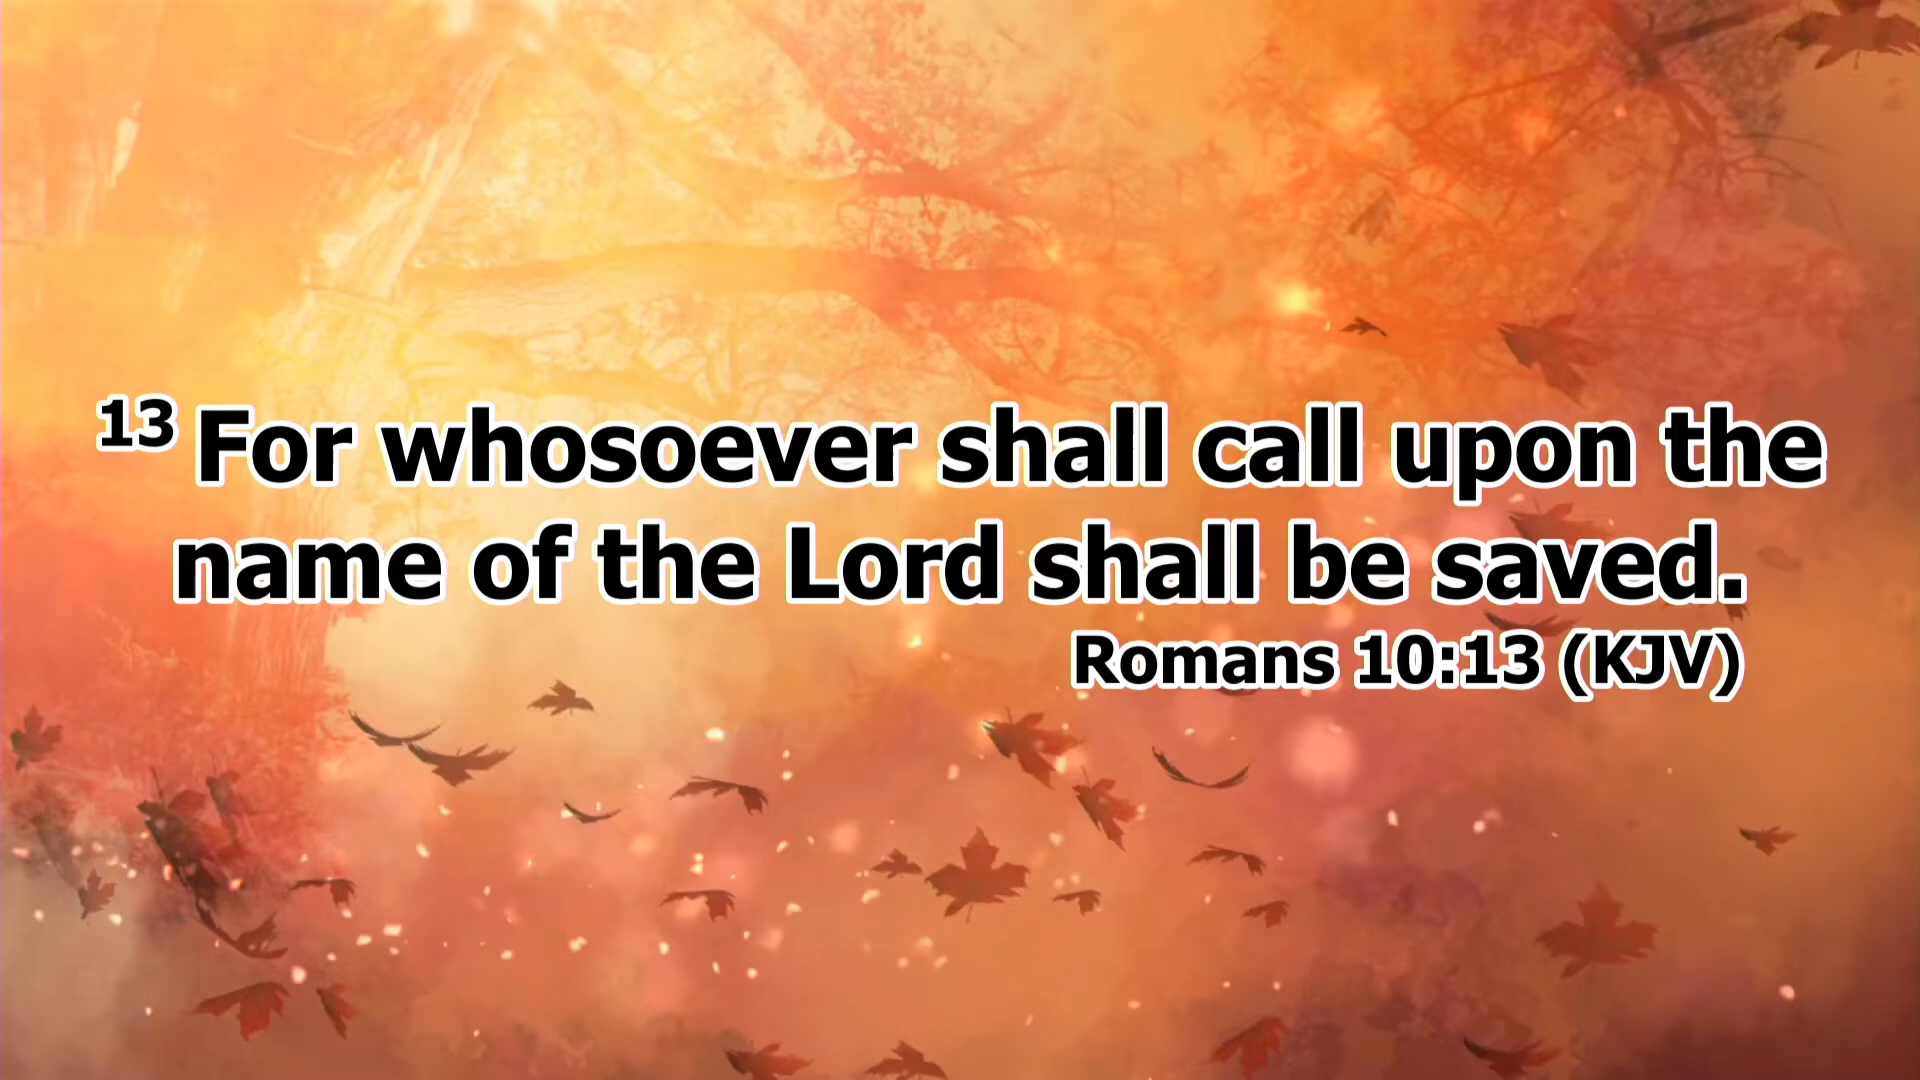 13 For whosoever shall call upon the
name of the Lord shall be saved.
Romans 10:13 (KJV)